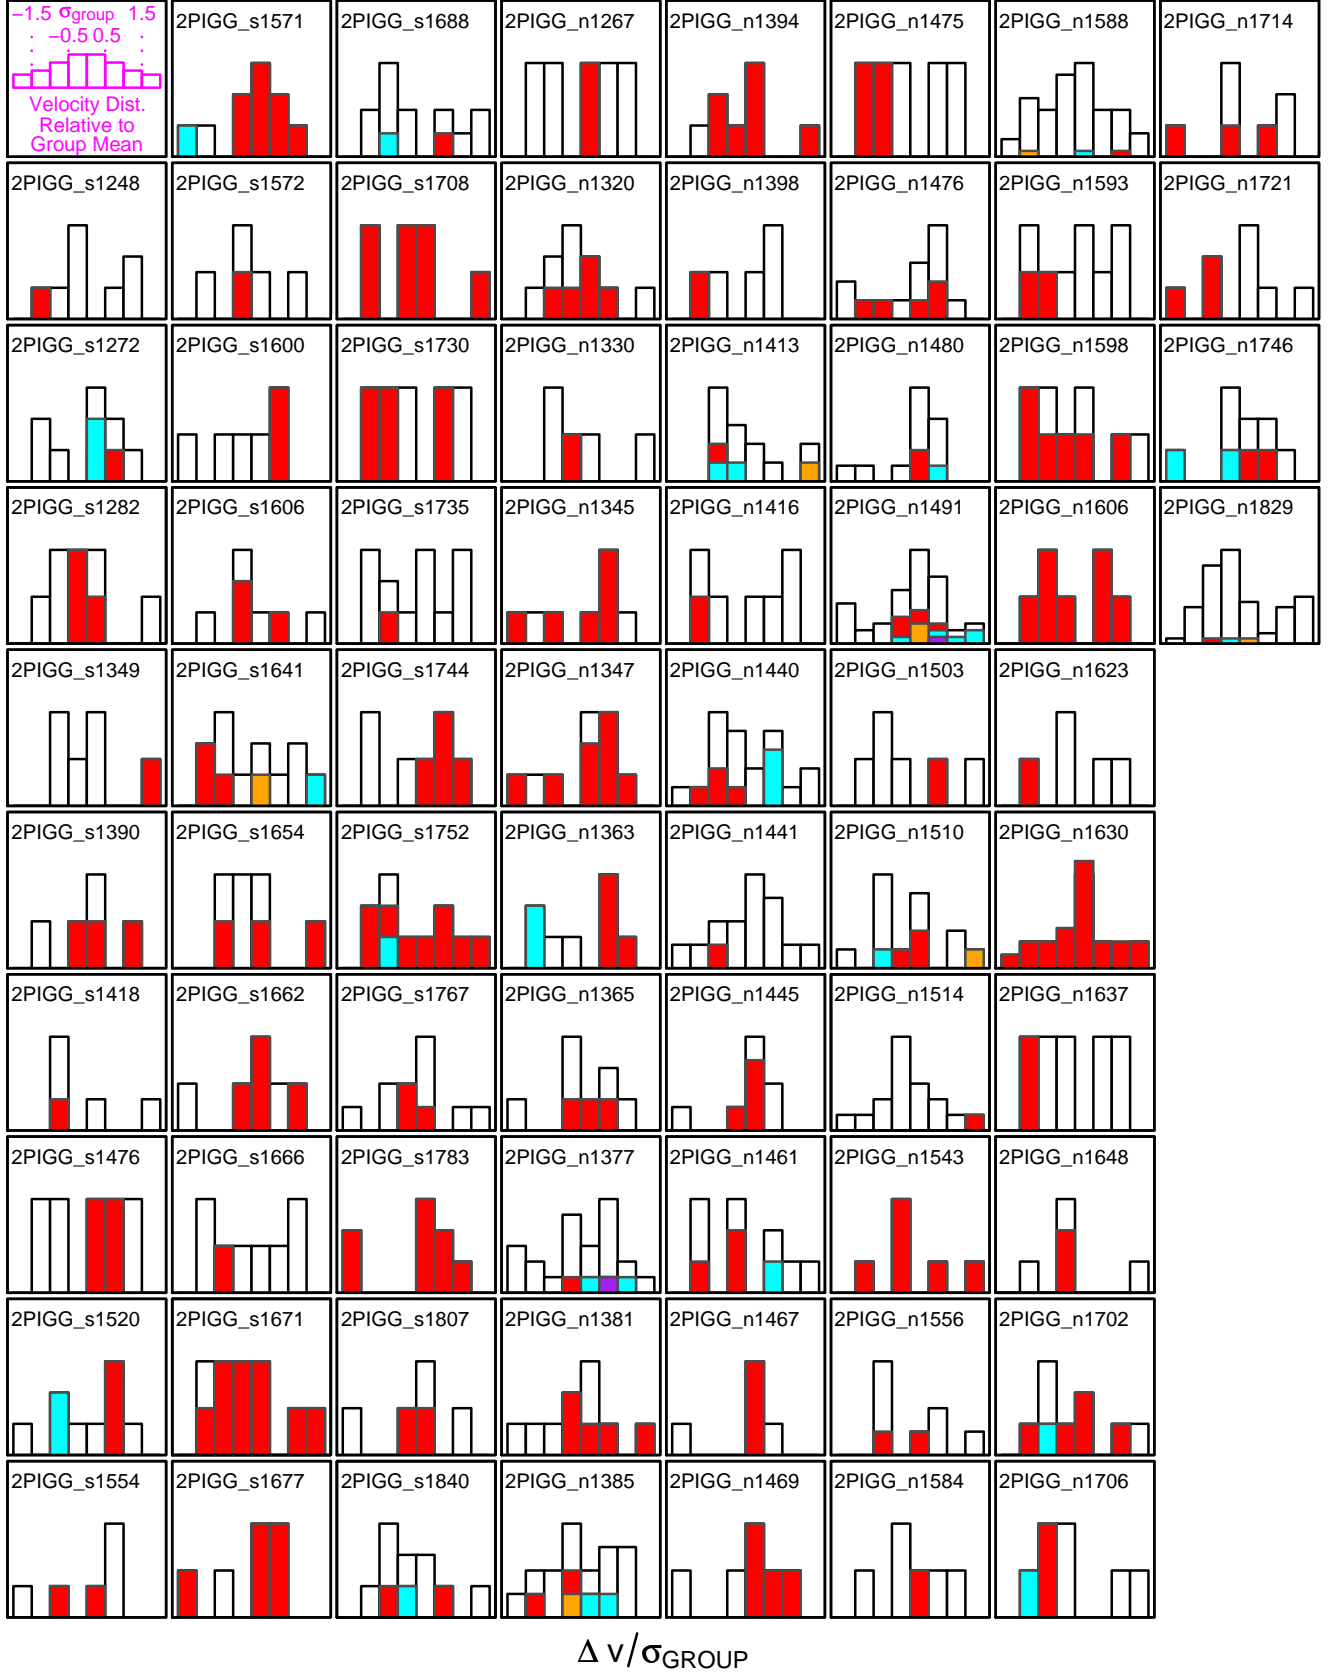 −1.5 σgroup 1.5
−0.5 0.5
Velocity Dist.
Relative to
Group Mean
2PIGG_s1571
2PIGG_s1688
2PIGG_n1267
2PIGG_n1394
2PIGG_n1475
2PIGG_n1588
2PIGG_n1714
2PIGG_s1248
2PIGG_s1572
2PIGG_s1708
2PIGG_n1320
2PIGG_n1398
2PIGG_n1476
2PIGG_n1593
2PIGG_n1721
2PIGG_s1272
2PIGG_s1600
2PIGG_s1730
2PIGG_n1330
2PIGG_n1413
2PIGG_n1480
2PIGG_n1598
2PIGG_n1746
2PIGG_s1282
2PIGG_s1606
2PIGG_s1735
2PIGG_n1345
2PIGG_n1416
2PIGG_n1491
2PIGG_n1606
2PIGG_n1829
2PIGG_s1349
2PIGG_s1641
2PIGG_s1744
2PIGG_n1347
2PIGG_n1440
2PIGG_n1503
2PIGG_n1623
2PIGG_s1390
2PIGG_s1654
2PIGG_s1752
2PIGG_n1363
2PIGG_n1441
2PIGG_n1510
2PIGG_n1630
2PIGG_s1418
2PIGG_s1662
2PIGG_s1767
2PIGG_n1365
2PIGG_n1445
2PIGG_n1514
2PIGG_n1637
2PIGG_s1476
2PIGG_s1666
2PIGG_s1783
2PIGG_n1377
2PIGG_n1461
2PIGG_n1543
2PIGG_n1648
2PIGG_s1520
2PIGG_s1671
2PIGG_s1807
2PIGG_n1381
2PIGG_n1467
2PIGG_n1556
2PIGG_n1702
2PIGG_s1554
2PIGG_s1677
2PIGG_s1840
2PIGG_n1385
2PIGG_n1469
2PIGG_n1584
2PIGG_n1706
Δ v/σGROUP